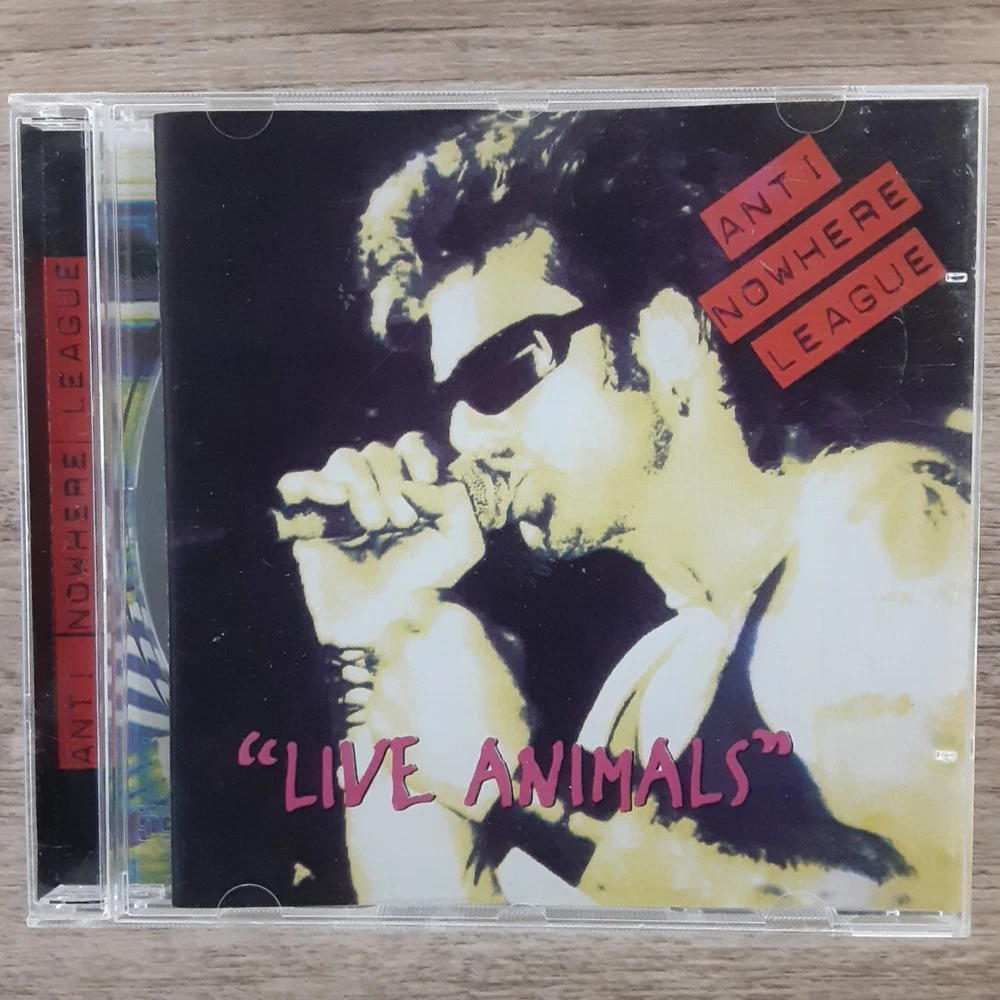 ANTI NOWHERE LEAGUE
ANTI
NOWHERE
LEAGUE
“LIVE ANIMALS”